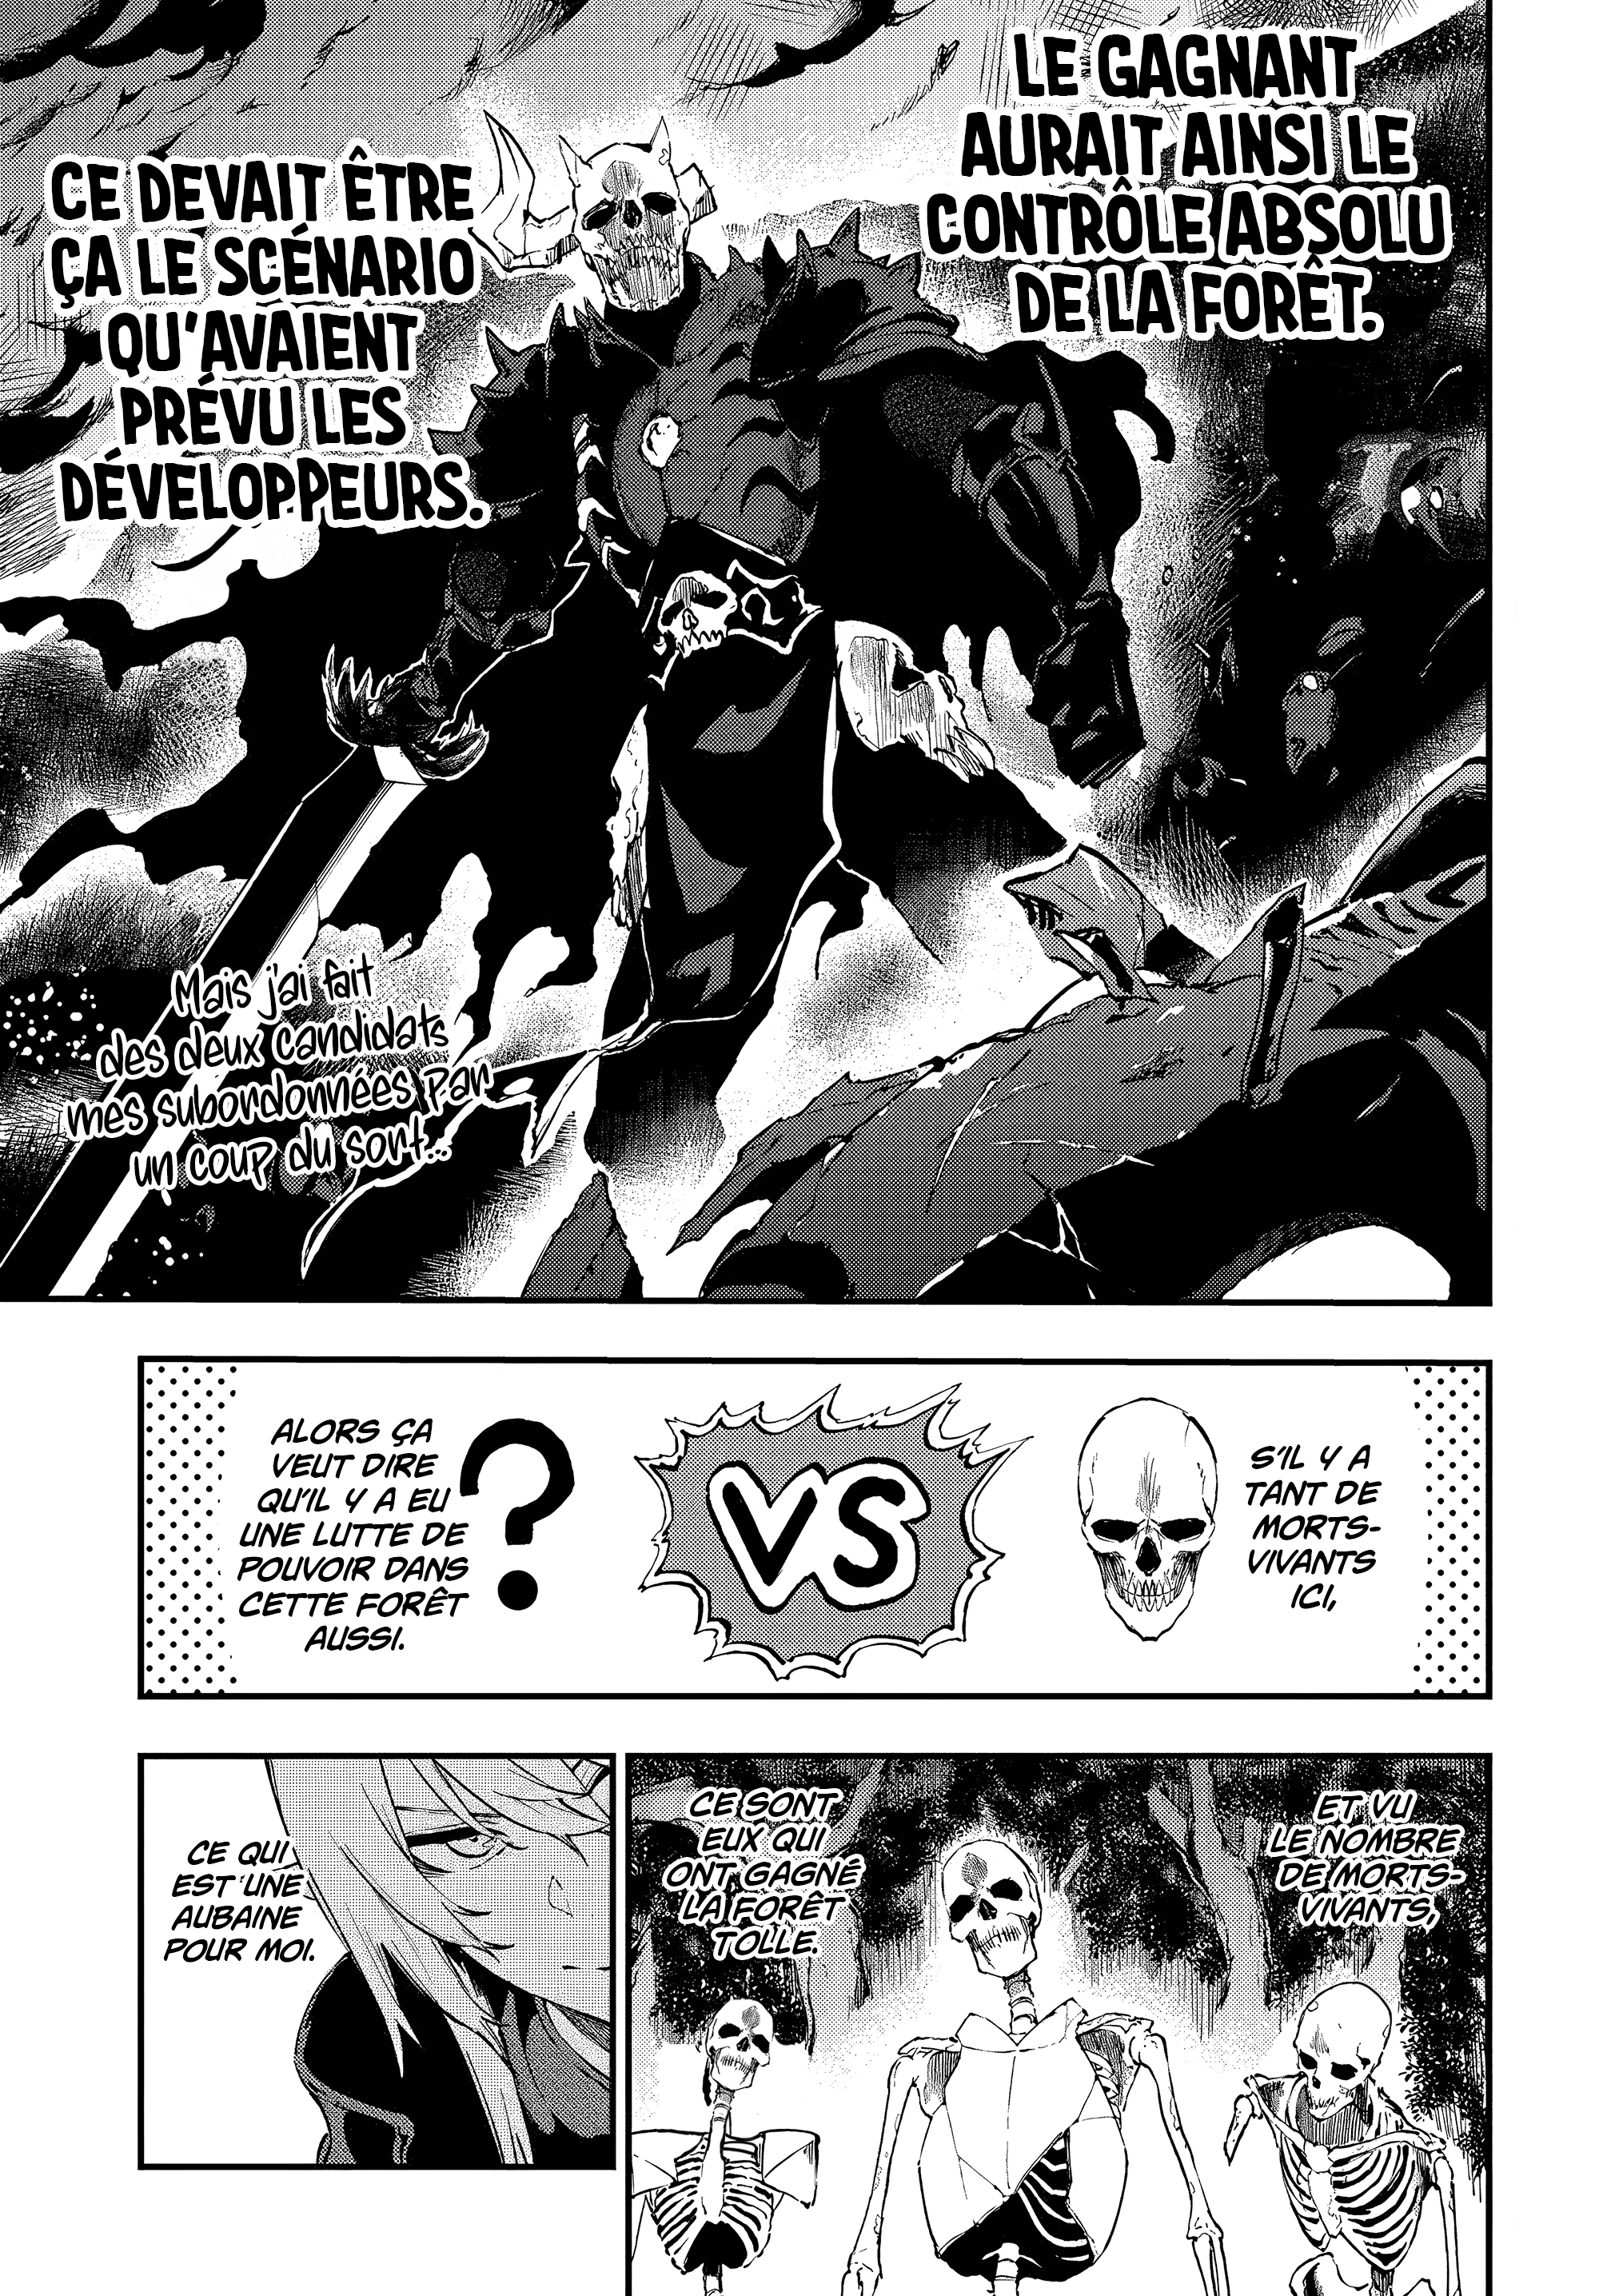 LE GAGNANT
AURAIT AINSI LE
CONTRÔLE ABSOLU
DE LA FORÊT.
CE DEVAIT ÊTRE
ÇA LE SCÉNARIO
QU'AVAIENT
PRÉVU LES
DÉVELOPPEURS.
Mais j'ai fait
des deux candidats
mes subordonnées par
un coup du sort...
S'IL Y A
TANT DE
MORTS-
VIVANTS
ICI,
VS
?
ALORS ÇA
VEUT DIRE
QU'IL Y A EU
UNE LUTTE DE
POUVOIR DANS
CETTE FORÊT
AUSSI.
ET VU
LE NOMBRE
DE MORTS-
VIVANTS,
CE SONT
EUX QUI
ONT GAGNÉ
LA FORÊT
TOLLE.
CE QUI
EST UNE
AUBAINE
POUR MOI.